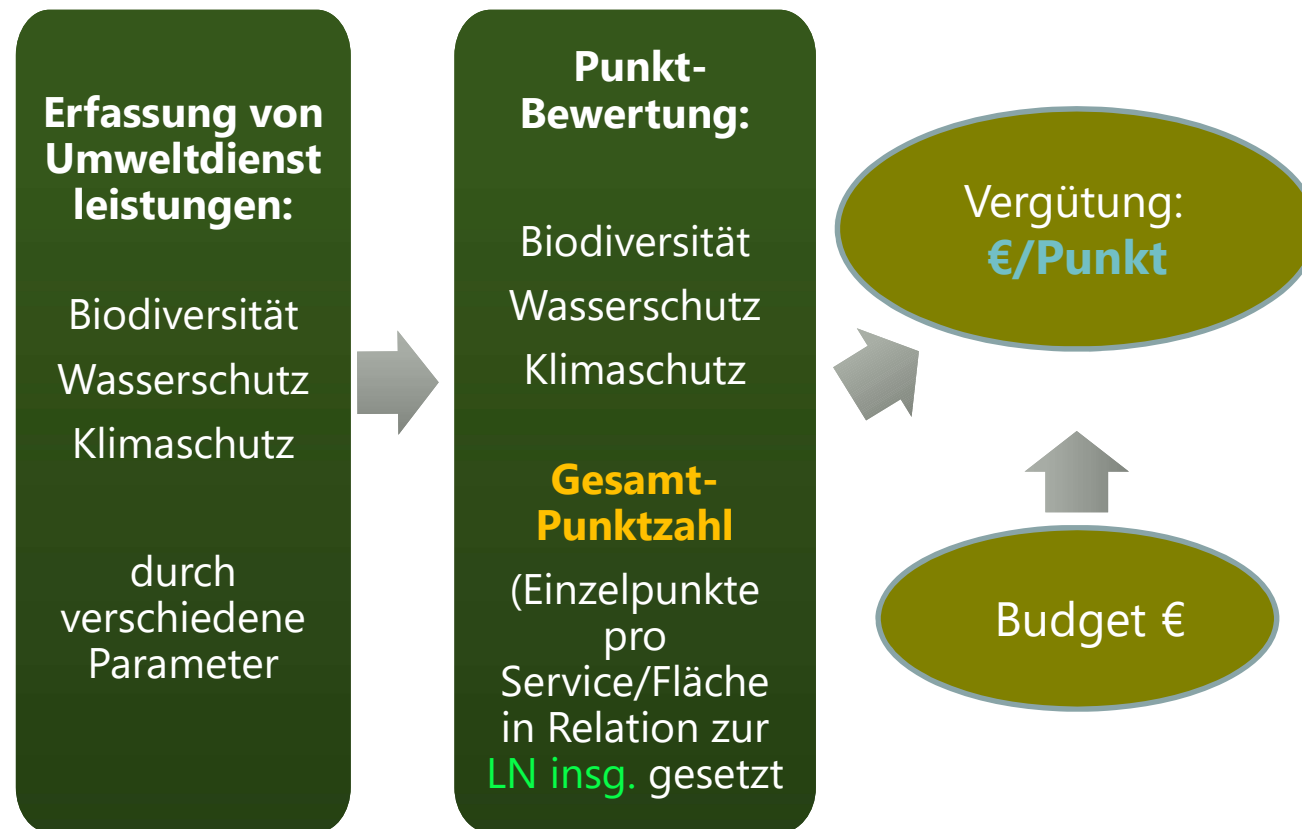 Erfassung von
Umweltdienst
leistungen:
Biodiversität
Wasserschutz
Klimaschutz
durch
verschiedene
Parameter
Punkt-
Bewertung:
Biodiversität
Wasserschutz
Klimaschutz
Gesamt-
Punktzahl
(Einzelpunkte
pro
Service/Fläche
in Relation zur
LN insg. gesetzt
Vergütung:
€/Punkt
Budget €